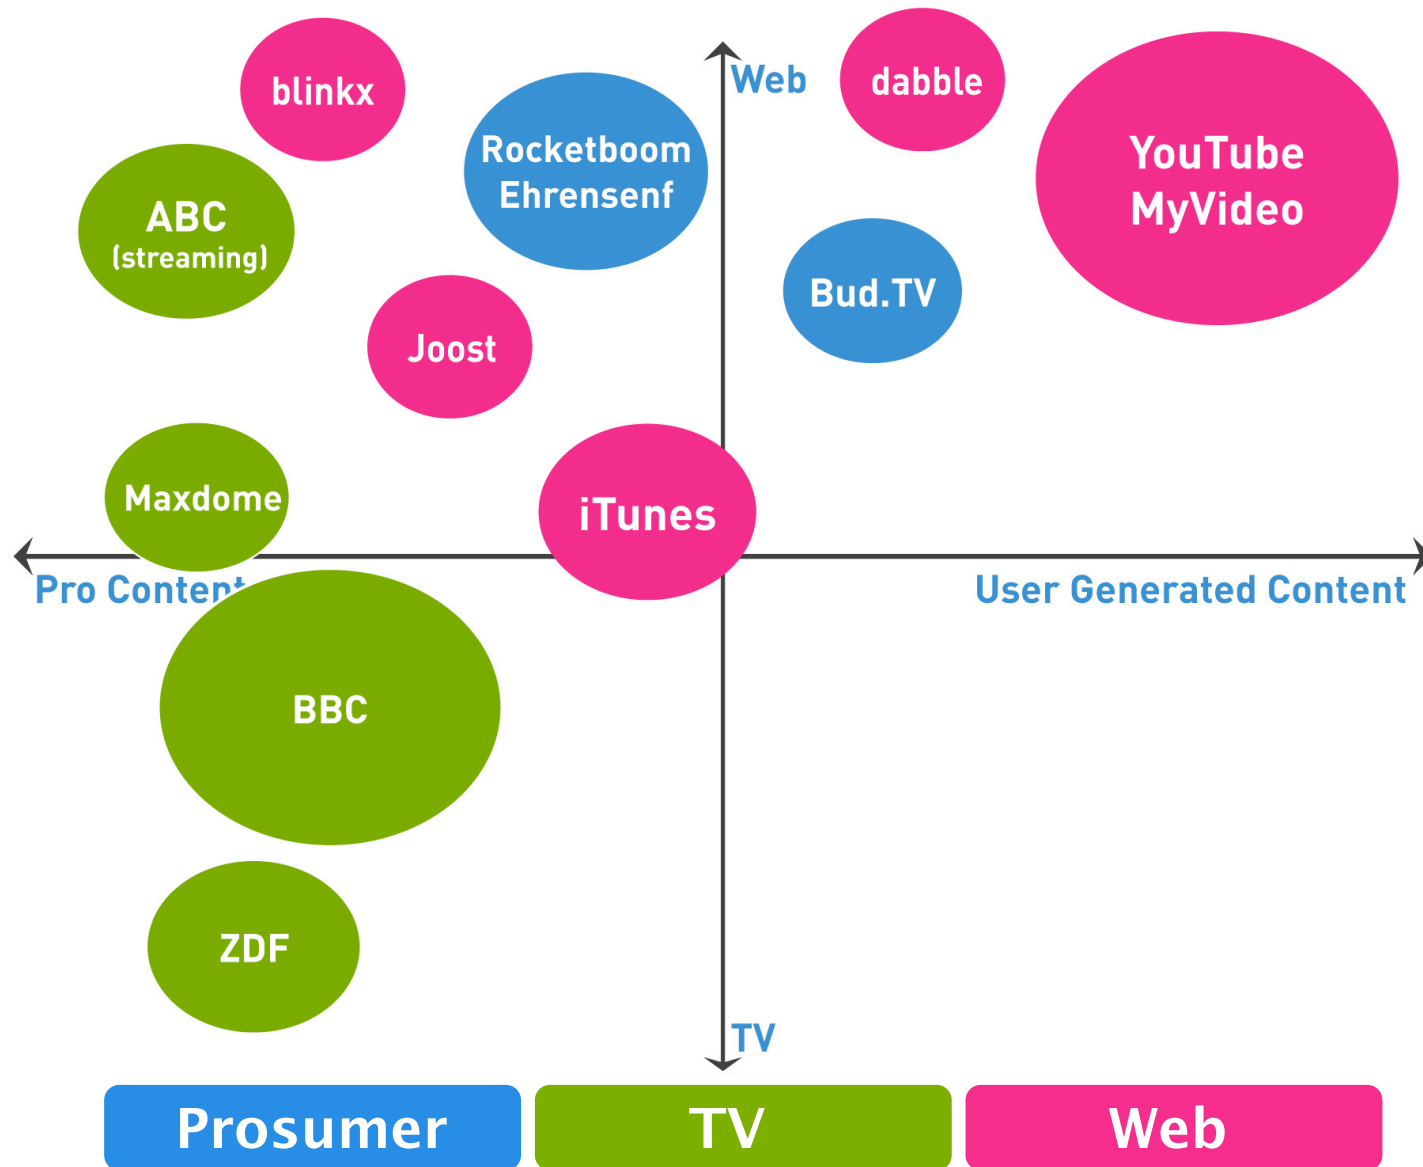 blinkx
Web
dabble
Rocketboom
Ehrensenf
YouTube
MyVideo
ABC
(streaming)
Bud.TV
Joost
Maxdome
iTunes
Pro Content
User Generated Content
BBC
ZDF
TV
Prosumer
TV
Web